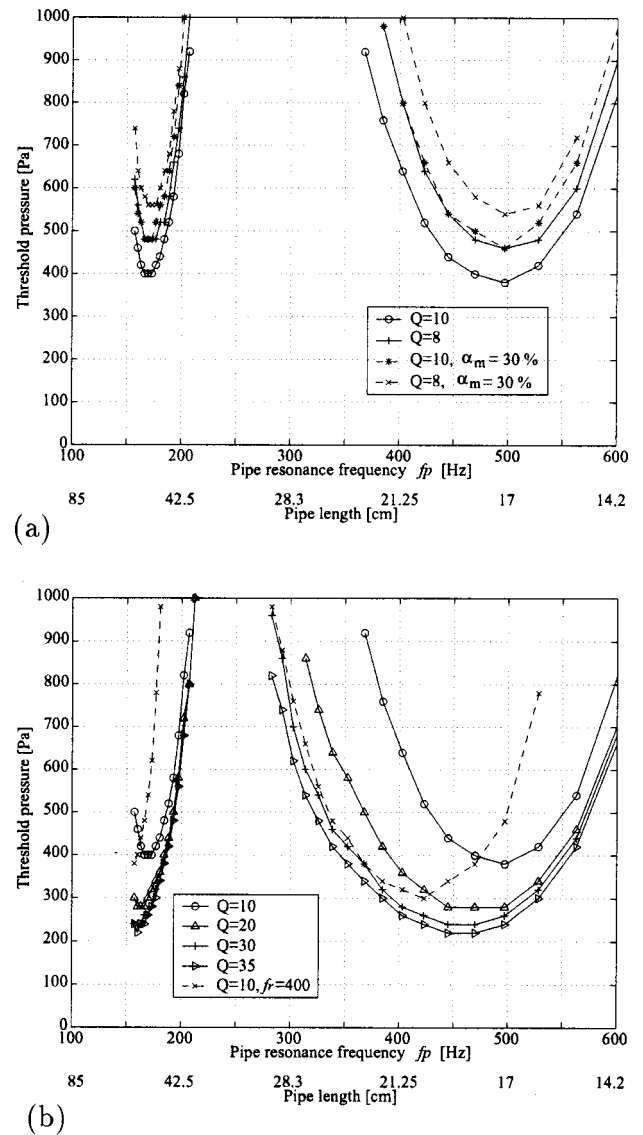 1000
900
800
700
600
500
400
300
200
100
0
Threshold pressure [Pa]
Q=10
Q=8
Q=10, αm = 30 %
Q=8, αm = 30 %
100 200 300 400 500 600
Pipe resonance frequency fp [Hz]
85 42.5 28.3 21.25 17 14.2
Pipe length [cm]
(a)
1000
900
800
700
600
500
400
300
200
100
0
Threshold pressure [Pa]
Q=10
Q=20
Q=30
Q=35
Q=10, fr=400
100 200 300 400 500 600
Pipe resonance frequency fp [Hz]
85 42.5 28.3 21.25 17 14.2
Pipe length [cm]
(b)